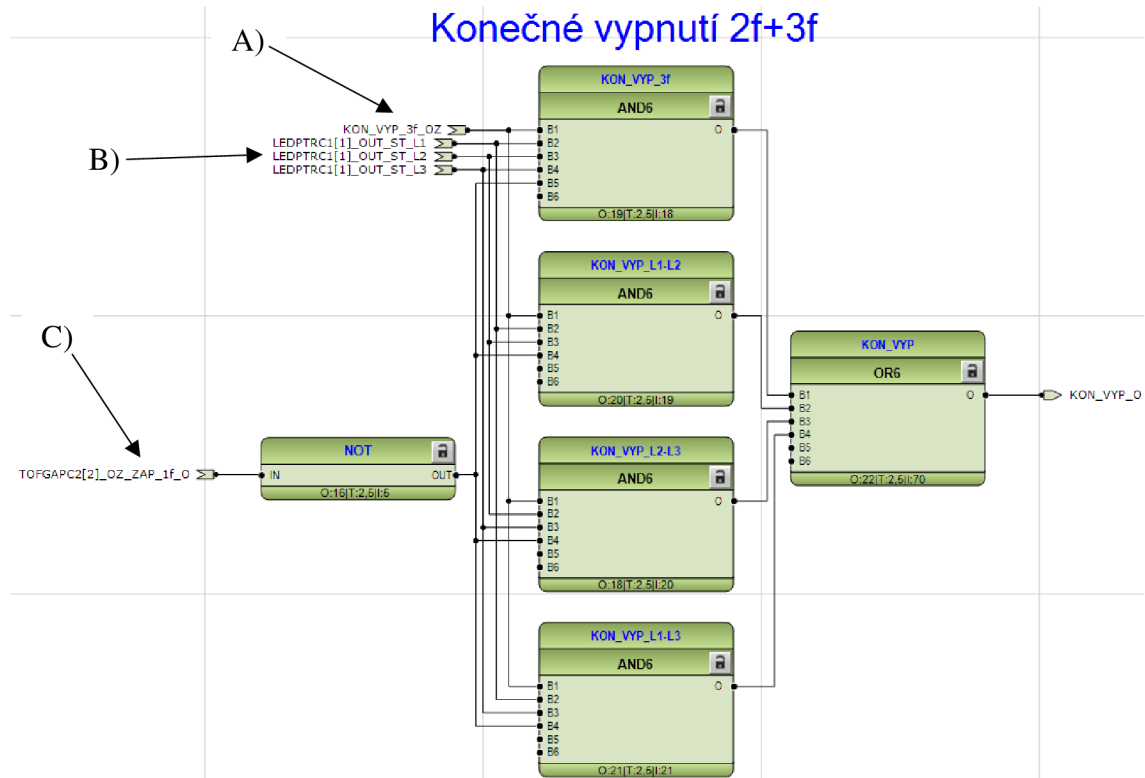 Konečné vypnutí 2f+3f
A)
B)
C)
KON_VYP_3f_OZ
LEDPTRC1[1]_OUT_ST_L1
LEDPTRC1[1]_OUT_ST_L2
LEDPTRC1[1]_OUT_ST_L3
TOFGAPC2[2]_OZ_ZAP_1f_O
NOT
IN OUT
O:16|T:2,5|I:5
KON_VYP_3f
AND6
B1 O
B2
B3
B4
B5
B6
O:19|T:2,5|I:18
KON_VYP_L1-L2
AND6
B1 O
B2
B3
B4
B5
B6
O:20|T:2,5|I:19
KON_VYP_L2-L3
AND6
B1 O
B2
B3
B4
B5
B6
O:18|T:2,5|I:20
KON_VYP_L1-L3
AND6
B1 O
B2
B3
B4
B5
B6
O:21|T:2,5|I:21
KON_VYP
OR6
B1 O
B2
B3
B4
B5
B6
O:22|T:2,5|I:70
KON_VYP_O